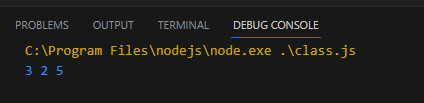 PROBLEMS OUTPUT TERMINAL DEBUG CONSOLE
C:\Program Files\nodejs\node.exe .\class.js
3 2 5